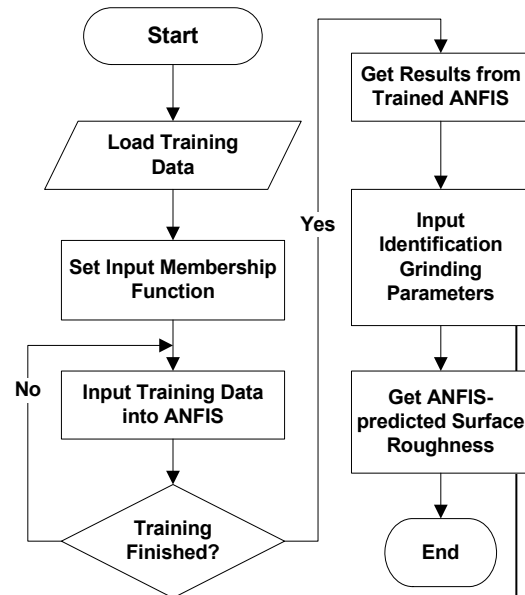 Start
Load Training
Data
Set Input Membership
Function
No
Input Training Data
into ANFIS
Training
Finished?
Yes
Get Results from
Trained ANFIS
Input
Identification
Grinding
Parameters
Get ANFIS-
predicted Surface
Roughness
End